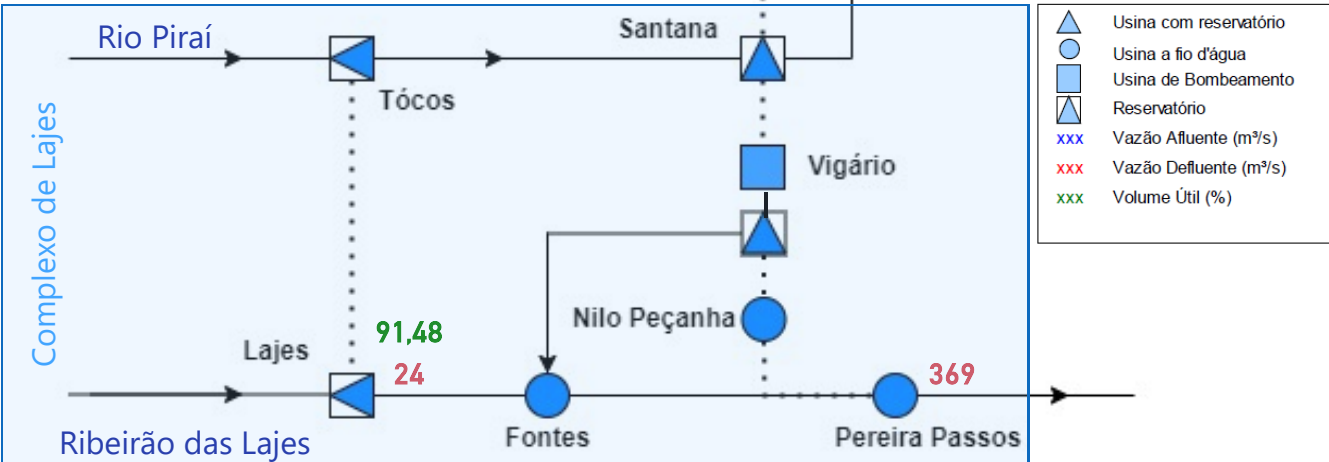 Rio Piraí
Santana
Tócos
Complexo de Lajes
Vigário
Nilo Peçanha
91,48
Lajes
24
369
Fontes
Pereira Passos
Ribeirão das Lajes
Usina com reservatório
Usina a fio d'água
Usina de Bombeamento
Reservatório
xxx Vazão Afluente (m³/s)
xxx Vazão Defluente (m³/s)
xxx Volume Útil (%)